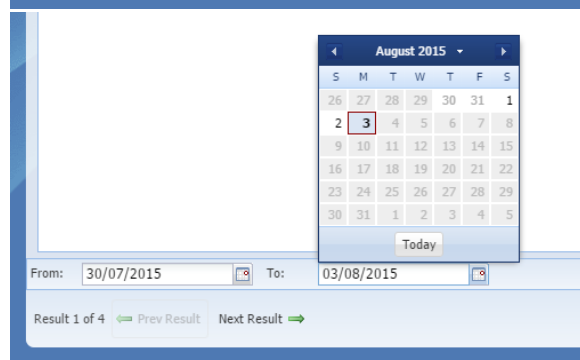 August 2015
S M T W T F S
26 27 28 29 30 31 1
2 3 4 5 6 7 8
9 10 11 12 13 14 15
16 17 18 19 20 21 22
23 24 25 26 27 28 29
30 31 1 2 3 4 5
Today
From: 30/07/2015 To: 03/08/2015
Result 1 of 4 Prev Result Next Result